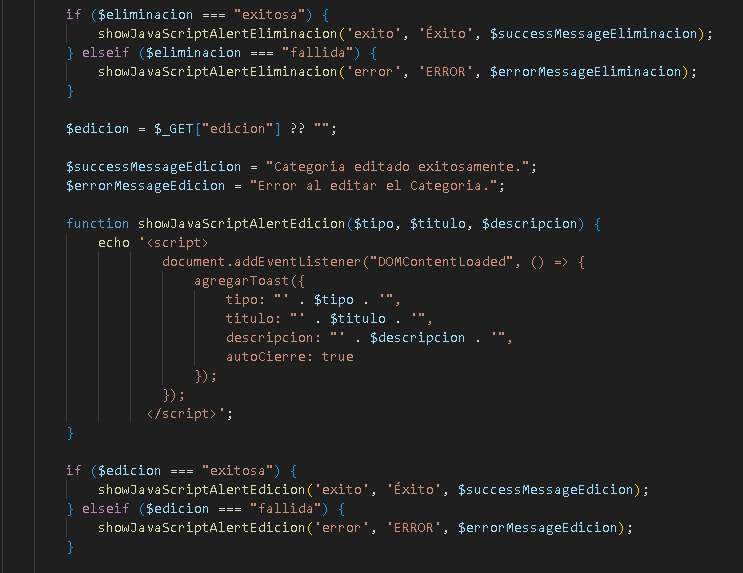 if ($eliminacion === "exitosa") {
showJavaScriptAlertEliminacion('exito', 'Éxito', $successMessageEliminacion);
} elseif ($eliminacion === "fallida") {
showJavaScriptAlertEliminacion('error', 'ERROR', $errorMessageEliminacion);
}
$edicion = $_GET["edicion"] ?? "";
$successMessageEdicion = "Categoria editado exitosamente.";
$errorMessageEdicion = "Error al editar el Categoria.";
function showJavaScriptAlertEdicion($tipo, $titulo, $descripcion) {
echo '<script>
document.addEventListener("DOMContentLoaded", () => {
agregarToast({
tipo: "' . $tipo . '",
titulo: "' . $titulo . '",
descripcion: "' . $descripcion . '",
autoCierre: true
});
});
</script>';
}
if ($edicion === "exitosa") {
showJavaScriptAlertEdicion('exito', 'Éxito', $successMessageEdicion);
} elseif ($edicion === "fallida") {
showJavaScriptAlertEdicion('error', 'ERROR', $errorMessageEdicion);
}